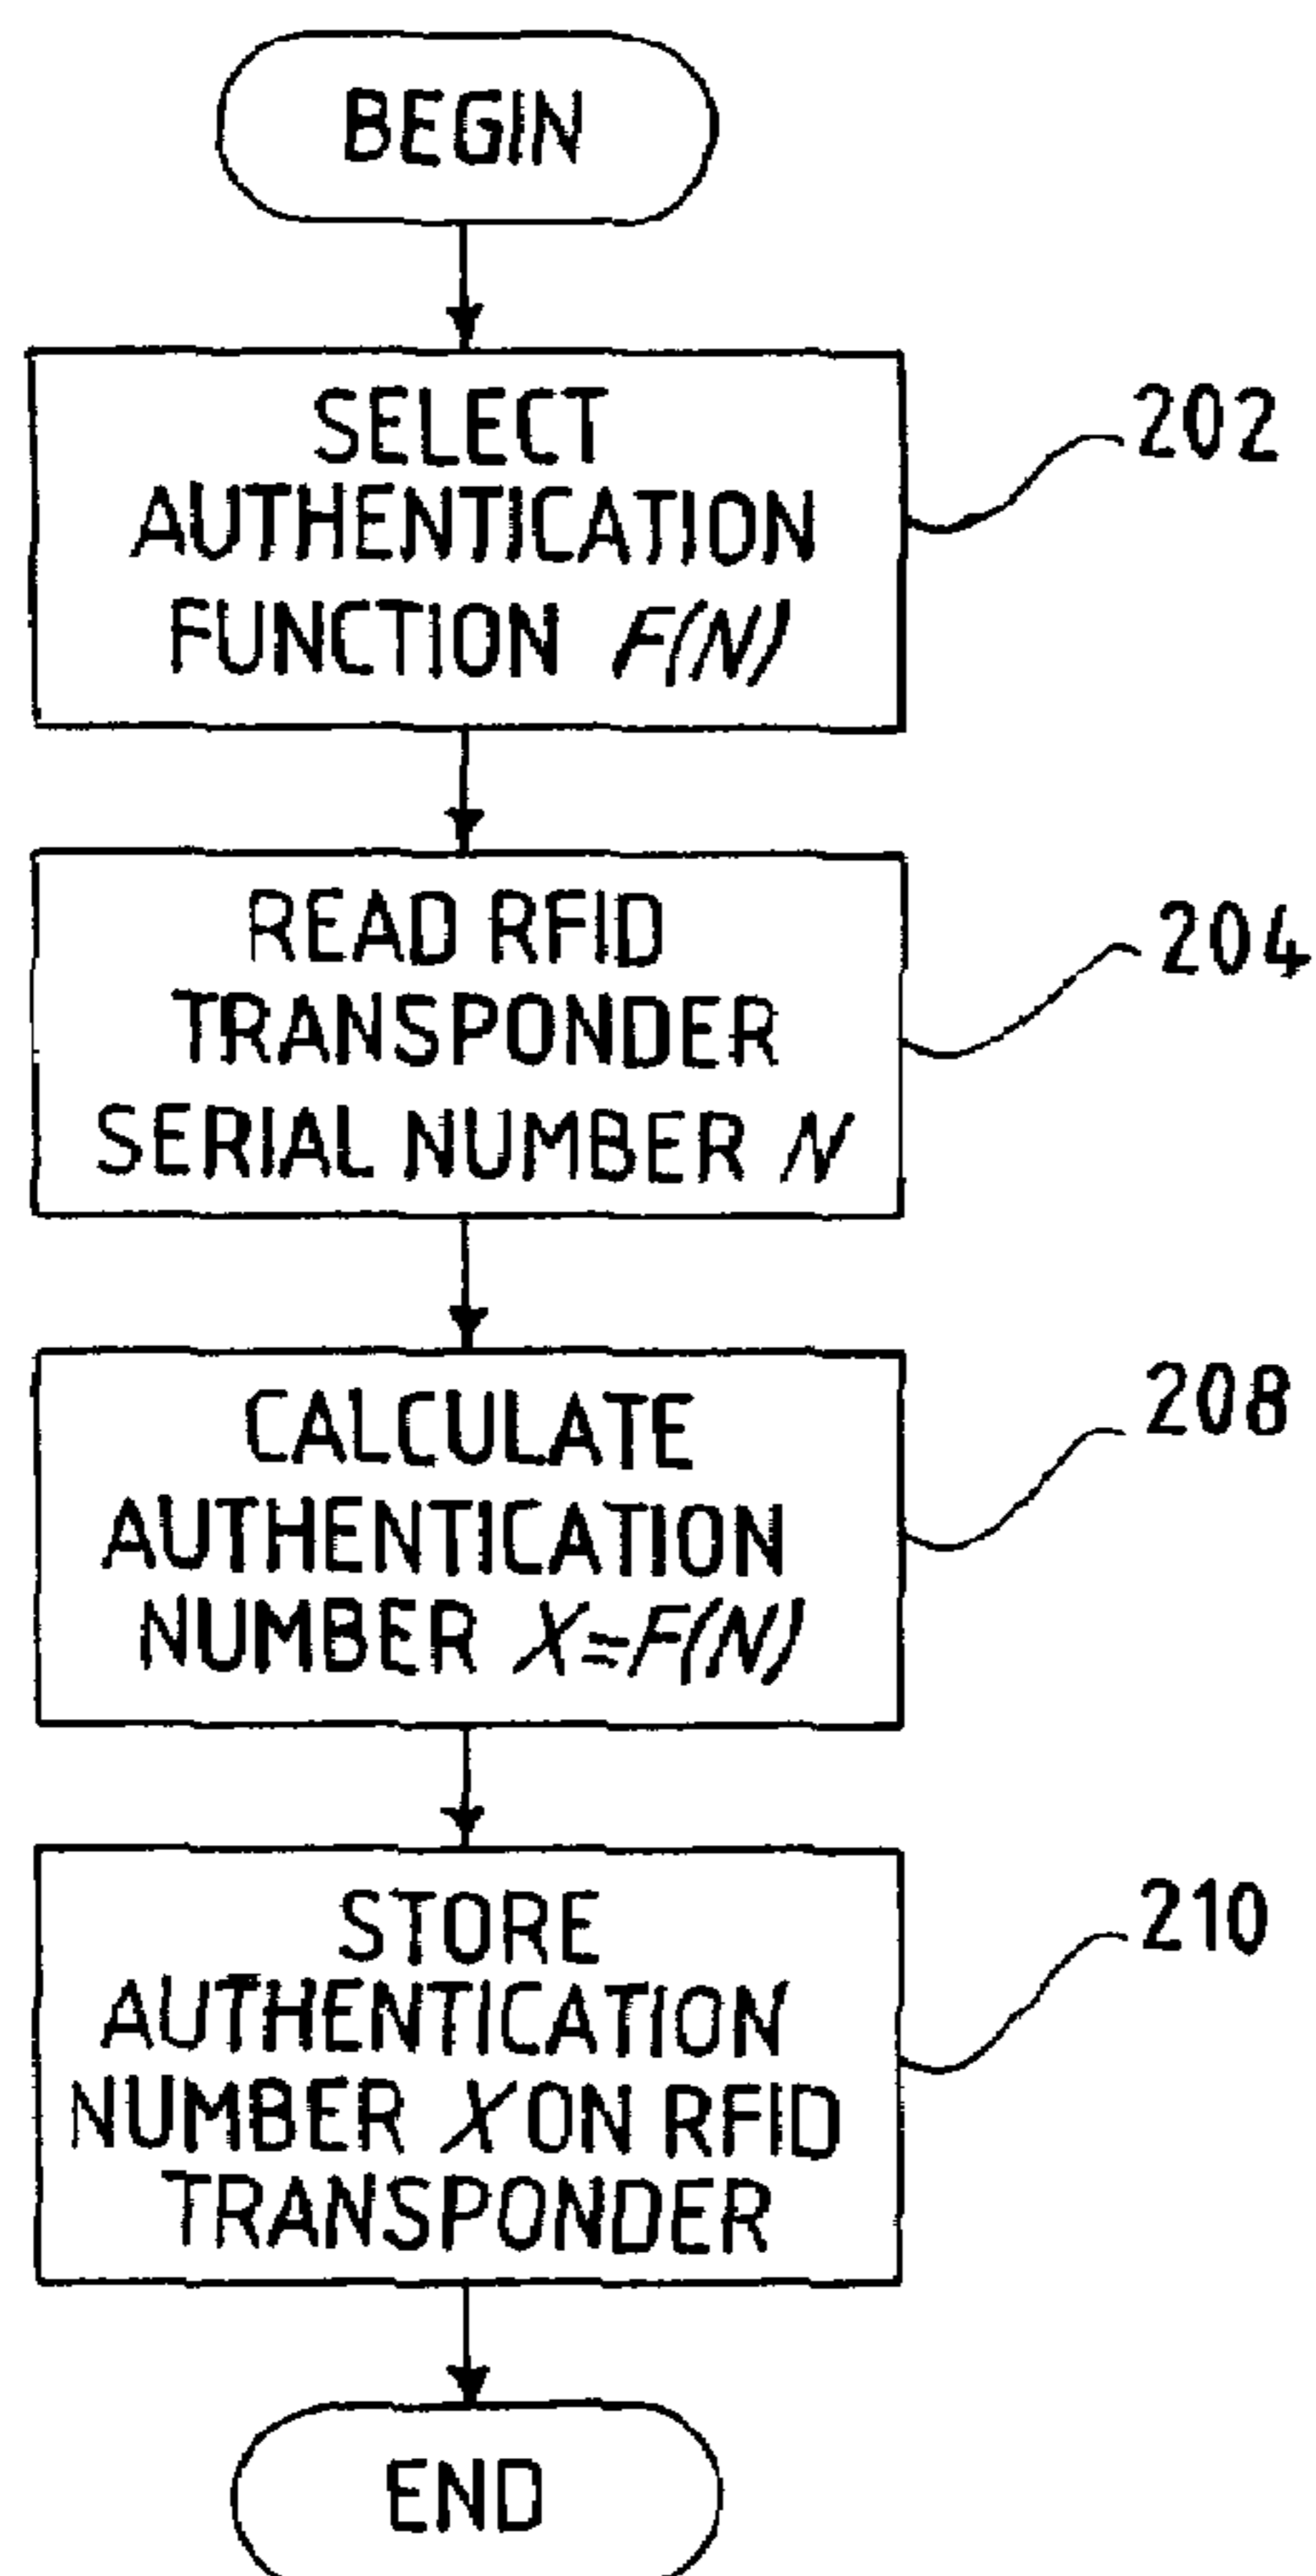 BEGIN
SELECT
AUTHENTICATION
FUNCTION F(N)
202
READ RFID
TRANSPONDER
SERIAL NUMBER N
204
CALCULATE
AUTHENTICATION
NUMBER X=F(N)
208
STORE
AUTHENTICATION
NUMBER X ON RFID
TRANSPONDER
210
END